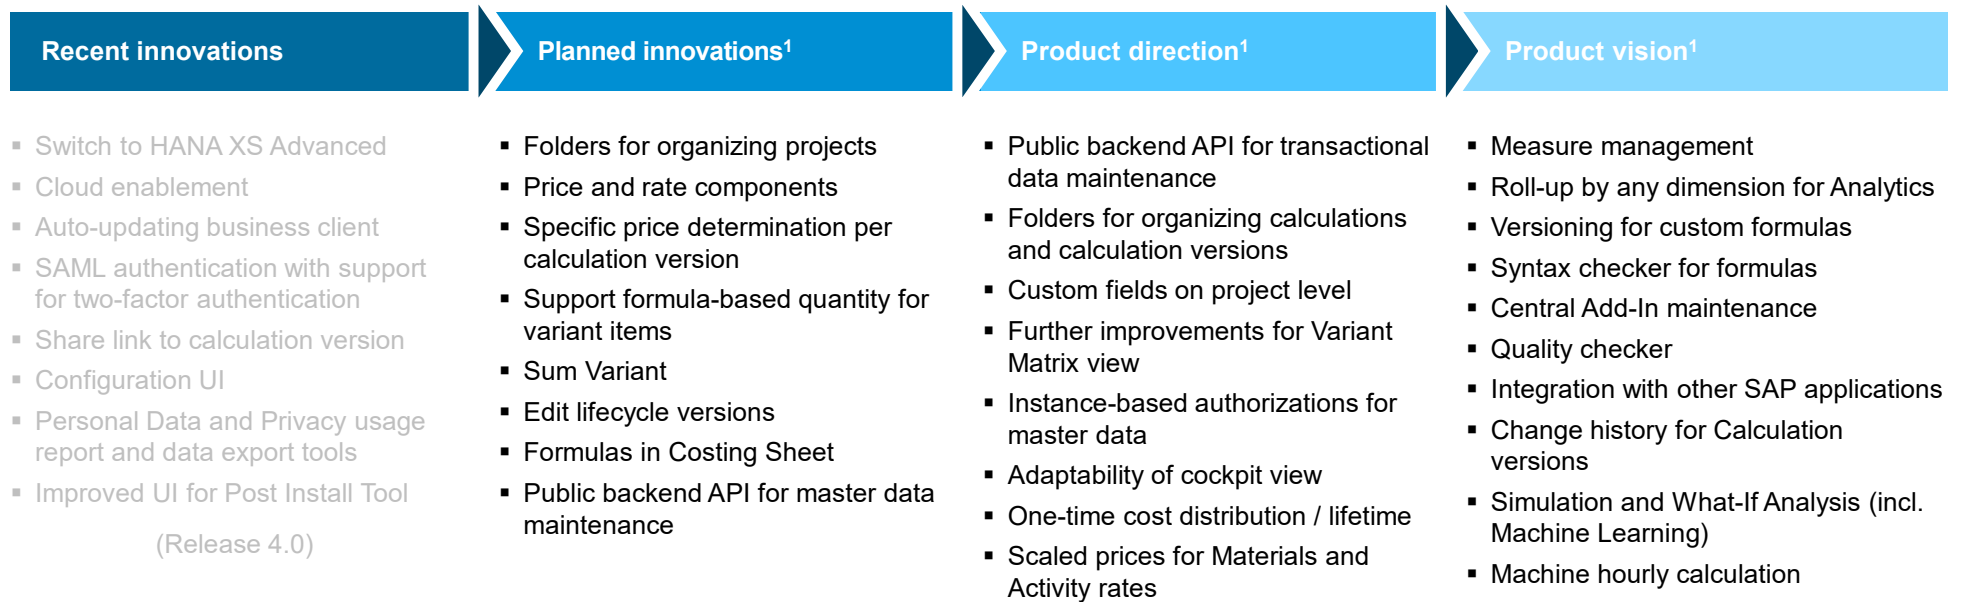 Recent innovations
Planned innovations¹
Product direction¹
Product vision¹
▪ Switch to HANA XS Advanced
▪ Cloud enablement
▪ Auto-updating business client
▪ SAML authentication with support
for two-factor authentication
▪ Share link to calculation version
▪ Configuration UI
▪ Personal Data and Privacy usage
report and data export tools
▪ Improved UI for Post Install Tool
(Release 4.0)
▪ Folders for organizing projects
▪ Price and rate components
▪ Specific price determination per
calculation version
▪ Support formula-based quantity for
variant items
▪ Sum Variant
▪ Edit lifecycle versions
▪ Formulas in Costing Sheet
▪ Public backend API for master data
maintenance
▪ Public backend API for transactional
data maintenance
▪ Folders for organizing calculations
and calculation versions
▪ Custom fields on project level
▪ Further improvements for Variant
Matrix view
▪ Instance-based authorizations for
master data
▪ Adaptability of cockpit view
▪ One-time cost distribution / lifetime
▪ Scaled prices for Materials and
Activity rates
▪ Measure management
▪ Roll-up by any dimension for Analytics
▪ Versioning for custom formulas
▪ Syntax checker for formulas
▪ Central Add-In maintenance
▪ Quality checker
▪ Integration with other SAP applications
▪ Change history for Calculation
versions
▪ Simulation and What-If Analysis (incl.
Machine Learning)
▪ Machine hourly calculation